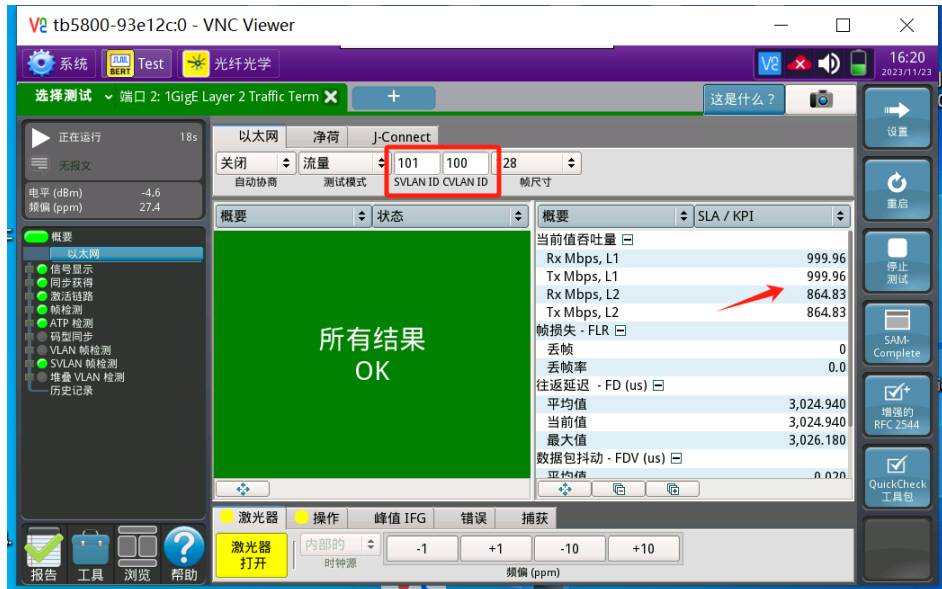 tb5800-93e12c:0 - VNC Viewer
系统 BERT Test 光纤光学 16:20
2023/11/23
选择测试 端口 2: 1GigE Layer 2 Traffic Term + 这是什么？
正在运行 18s
无报文
电平 (dBm) -4.6
频偏 (ppm) 27.4
概要
以太网
信号显示
同步获得
激活链路
帧检测
ATP 检测
码型同步
VLAN 帧检测
SVLAN 帧检测
堆叠 VLAN 检测
历史记录
以太网 净荷 J-Connect
关闭 流量 101 100 128
自动协商 测试模式 SVLAN ID CVLAN ID 帧尺寸
概要 状态
所有结果
OK
概要 SLA / KPI
当前值吞吐量
Rx Mbps, L1 999.96
Tx Mbps, L1 999.96
Rx Mbps, L2 864.83
Tx Mbps, L2 864.83
帧损失 - FLR
丢帧 0
丢帧率 0.0
往返延迟 - FD (us)
平均值 3,024.940
当前值 3,024.940
最大值 3,026.180
数据包抖动 - FDV (us)
平均值 0.020
激光器 操作 峰值 IFG 错误 捕获
激光器
打开
内部的
时钟源
-1 +1 -10 +10
频偏 (ppm)
设置
重启
停止
测试
SAM-
Complete
增强的
RFC 2544
QuickCheck
工具包
报告 工具 浏览 帮助